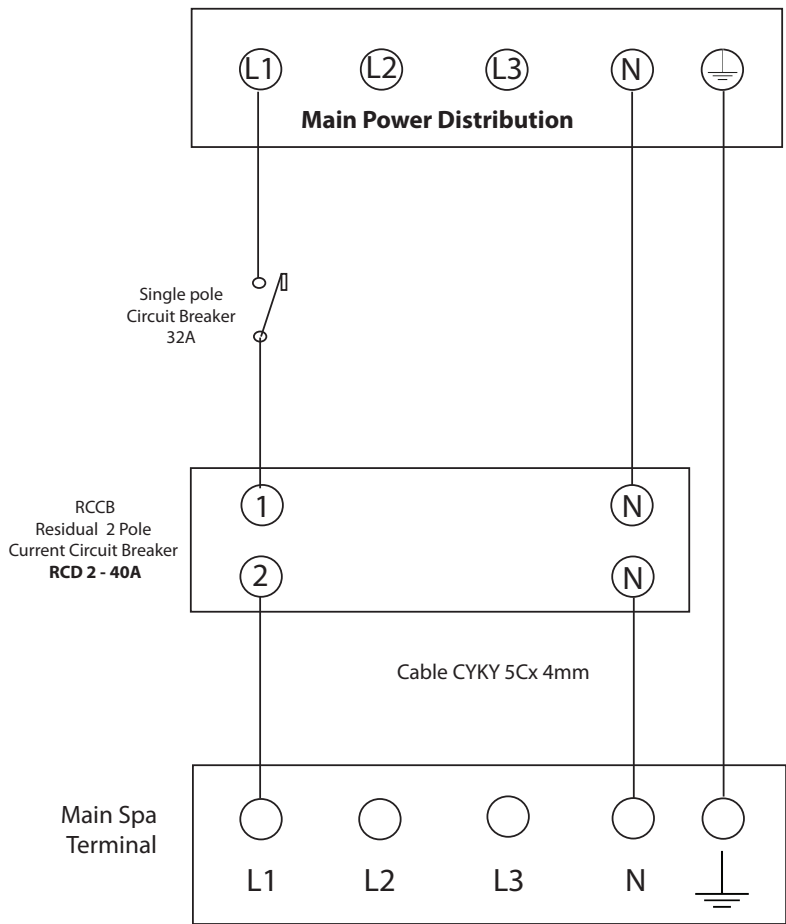 L1 L2 L3 N
Main Power Distribution
Single pole
Circuit Breaker
32A
1 N
RCCB
Residual 2 Pole
Current Circuit Breaker
RCD 2 - 40A
2 N
Cable CYKY 5Cx 4mm
Main Spa
Terminal
L1 L2 L3 N